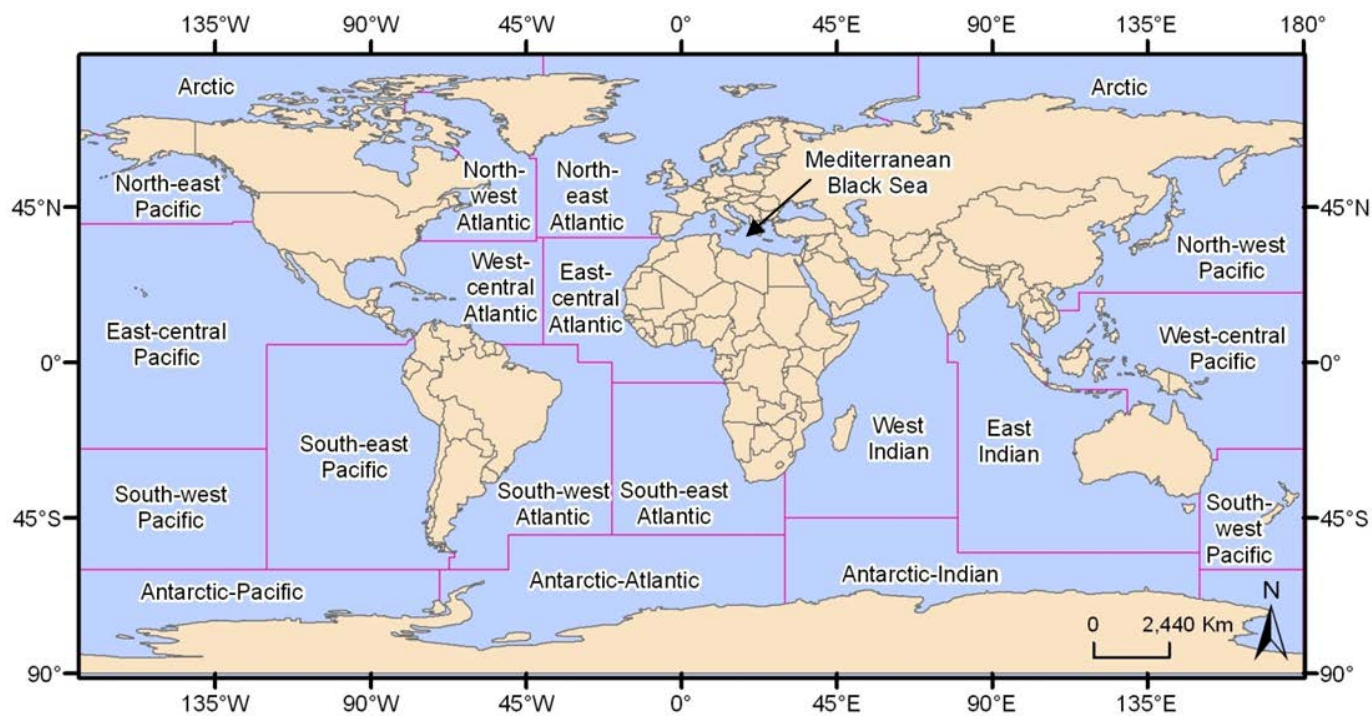 135°W 90°W 45°W 0° 45°E 90°E 135°E 180°
Arctic
Arctic
Mediterranean
Black Sea
North-east
Pacific
North-
west
Atlantic
North-
east
Atlantic
45°N
45°N
North-west
Pacific
West-
central
Atlantic
East-
central
Atlantic
East-central
Pacific
West-central
Pacific
0°
0°
South-east
Pacific
West
Indian
East
Indian
South-west
Pacific
South-west
Atlantic
South-east
Atlantic
South-
west
Pacific
45°S
45°S
Antarctic-Pacific
Antarctic-Atlantic
Antarctic-Indian
N
0 2,440 Km
90°
90°
135°W 90°W 45°W 0° 45°E 90°E 135°E